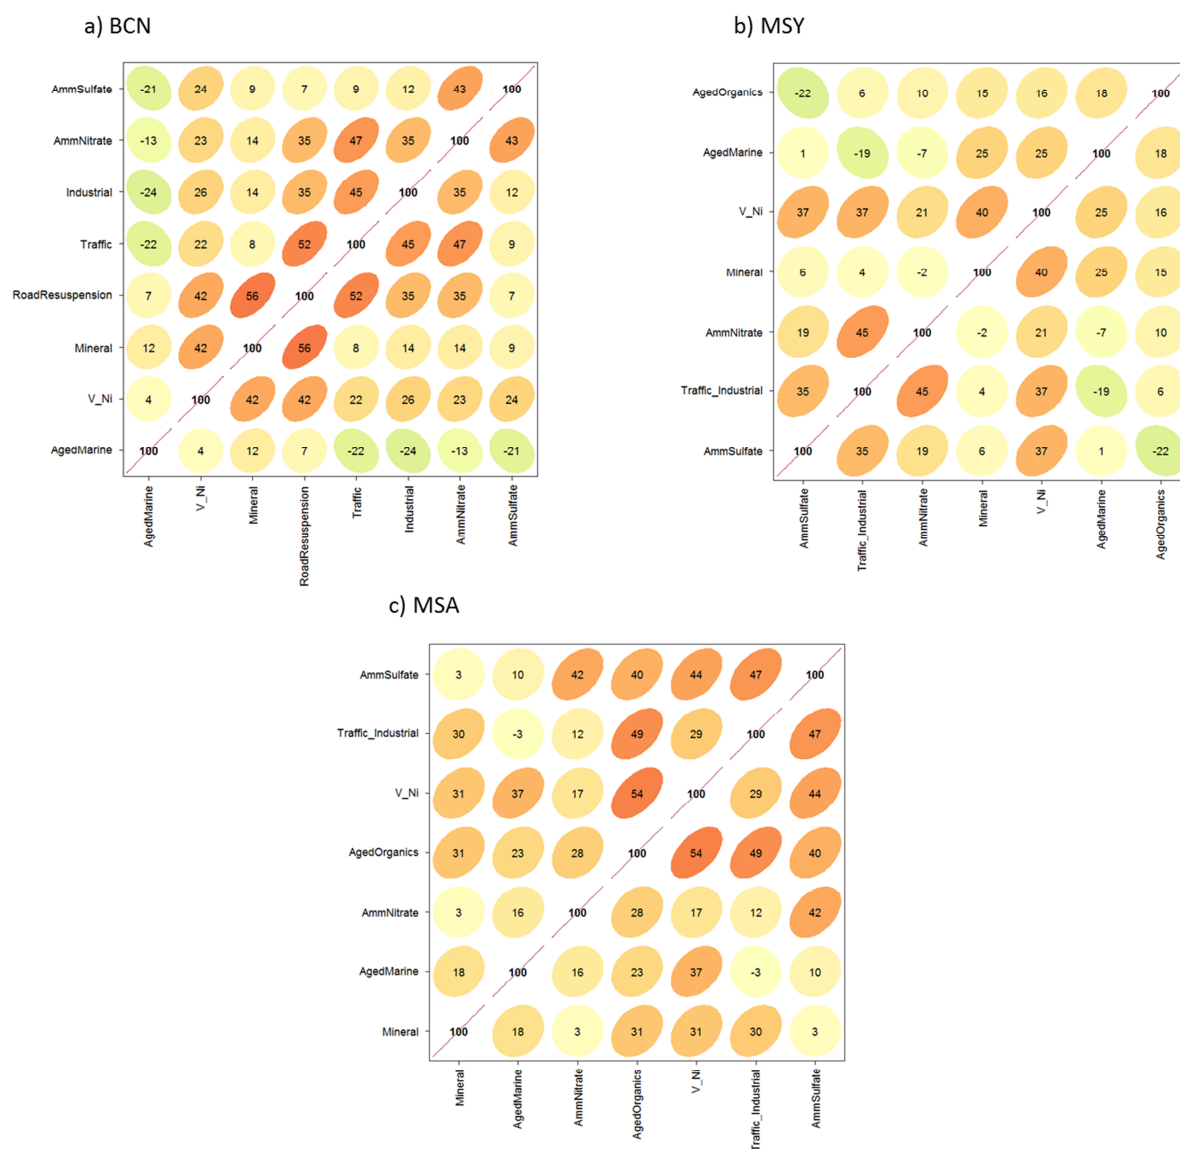 a) BCN
AmmSulfate -21 24 9 7 9 12 43 100
AmmNitrate -13 23 14 35 47 35 100 43
Industrial -24 26 14 35 45 100 35 12
Traffic -22 22 8 52 100 45 47 9
RoadResuspension 7 42 56 100 52 35 35 7
Mineral 12 42 100 56 8 14 14 9
V_Ni 4 100 42 42 22 26 23 24
AgedMarine 100 4 12 7 -22 -24 -13 -21
AgedMarine V_Ni Mineral RoadResuspension Traffic Industrial AmmNitrate AmmSulfate
b) MSY
AgedOrganics -22 6 10 15 16 18 100
AgedMarine 1 -19 -7 25 25 100 18
V_Ni 37 37 21 40 100 25 16
Mineral 6 4 -2 100 40 25 15
AmmNitrate 19 45 100 -2 21 -7 10
Traffic_Industrial 35 100 45 4 37 -19 6
AmmSulfate 100 35 19 6 37 1 -22
AmmSulfate Traffic_Industrial AmmNitrate Mineral V_Ni AgedMarine AgedOrganics
c) MSA
AmmSulfate 3 10 42 40 44 47 100
Traffic_Industrial 30 -3 12 49 29 100 47
V_Ni 31 37 17 54 100 29 44
AgedOrganics 31 23 28 100 54 49 40
AmmNitrate 3 16 100 28 17 12 42
AgedMarine 18 100 16 23 37 -3 10
Mineral 100 18 3 31 31 30 3
Mineral AgedMarine AmmNitrate AgedOrganics V_Ni Traffic_Industrial AmmSulfate